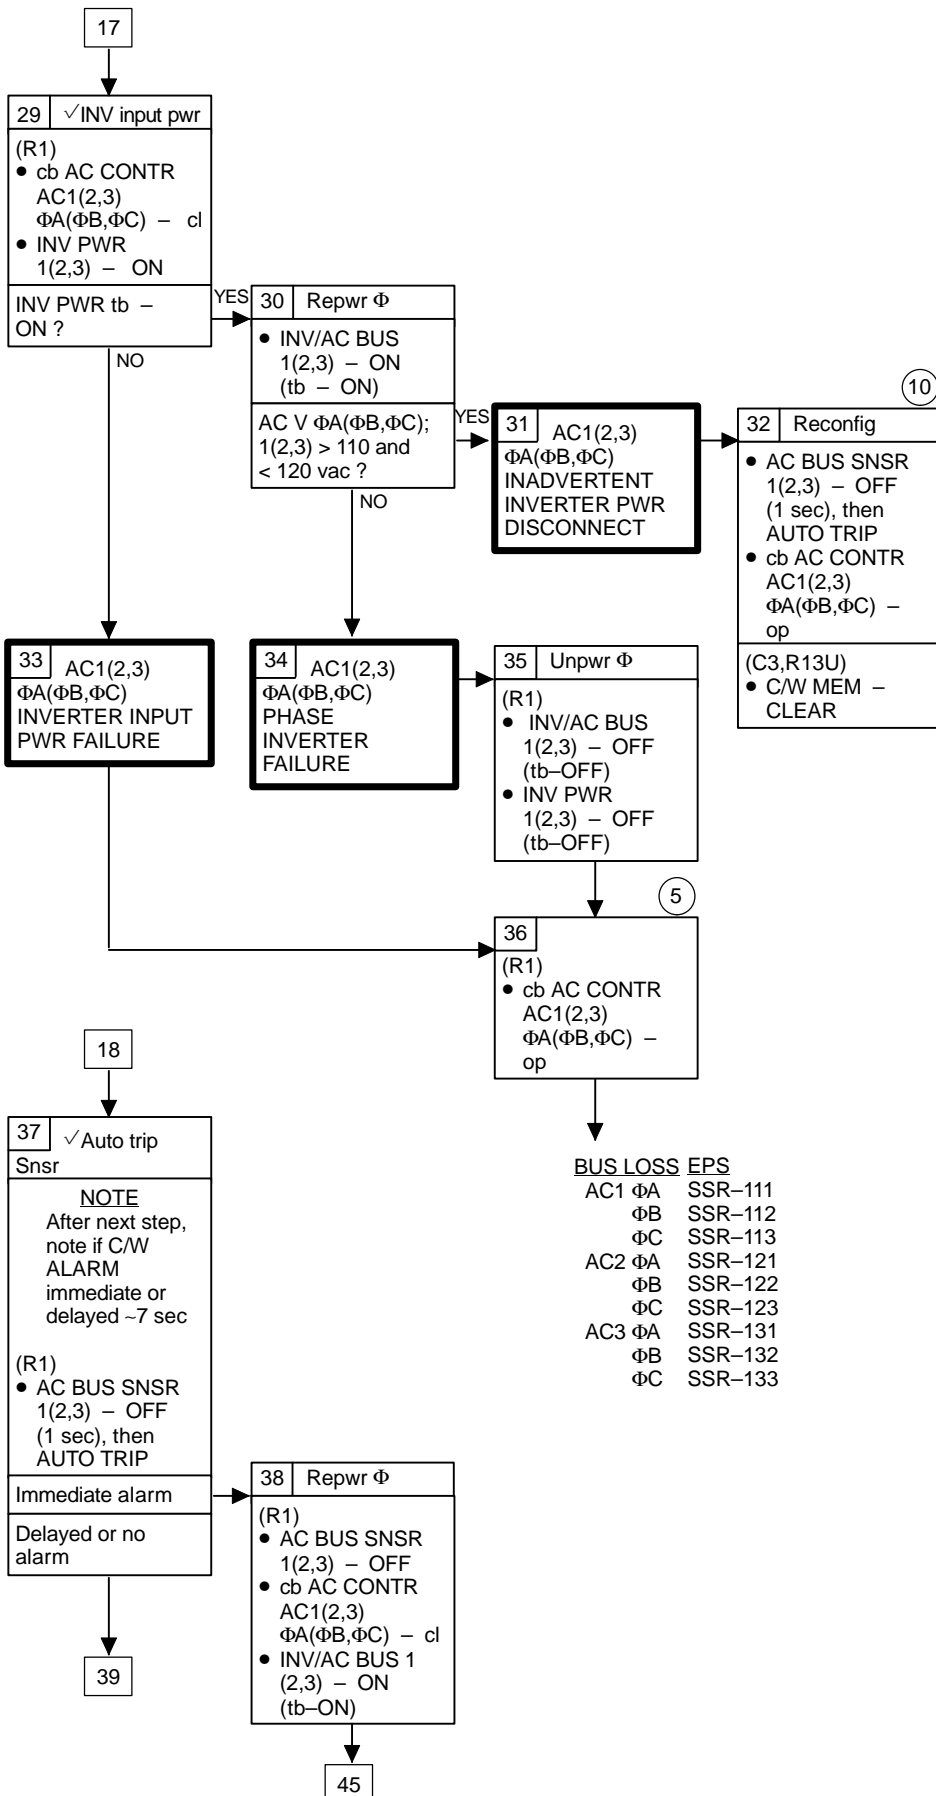 17
29 √INV input pwr
(R1)
• cb AC CONTR
AC1(2,3)
ΦA(ΦB,ΦC) – cl
• INV PWR
1(2,3) – ON
INV PWR tb –
ON ?
YES
NO
30 Repwr Φ
• INV/AC BUS
1(2,3) – ON
(tb – ON)
AC V ΦA(ΦB,ΦC);
1(2,3) > 110 and
< 120 vac ?
YES
NO
31 AC1(2,3)
ΦA(ΦB,ΦC)
INADVERTENT
INVERTER PWR
DISCONNECT
10
32 Reconfig
• AC BUS SNSR
1(2,3) – OFF
(1 sec), then
AUTO TRIP
• cb AC CONTR
AC1(2,3)
ΦA(ΦB,ΦC) –
op
(C3,R13U)
• C/W MEM –
CLEAR
33 AC1(2,3)
ΦA(ΦB,ΦC)
INVERTER INPUT
PWR FAILURE
34 AC1(2,3)
ΦA(ΦB,ΦC)
PHASE
INVERTER
FAILURE
35 Unpwr Φ
(R1)
• INV/AC BUS
1(2,3) – OFF
(tb–OFF)
• INV PWR
1(2,3) – OFF
(tb–OFF)
5
36
(R1)
• cb AC CONTR
AC1(2,3)
ΦA(ΦB,ΦC) –
op
BUS LOSS EPS
AC1 ΦA SSR–111
ΦB SSR–112
ΦC SSR–113
AC2 ΦA SSR–121
ΦB SSR–122
ΦC SSR–123
AC3 ΦA SSR–131
ΦB SSR–132
ΦC SSR–133
18
37 √Auto trip
Snsr
NOTE
After next step,
note if C/W
ALARM
immediate or
delayed ~7 sec
(R1)
• AC BUS SNSR
1(2,3) – OFF
(1 sec), then
AUTO TRIP
Immediate alarm
Delayed or no
alarm
39
38 Repwr Φ
(R1)
• AC BUS SNSR
1(2,3) – OFF
• cb AC CONTR
AC1(2,3)
ΦA(ΦB,ΦC) – cl
• INV/AC BUS 1
(2,3) – ON
(tb–ON)
45